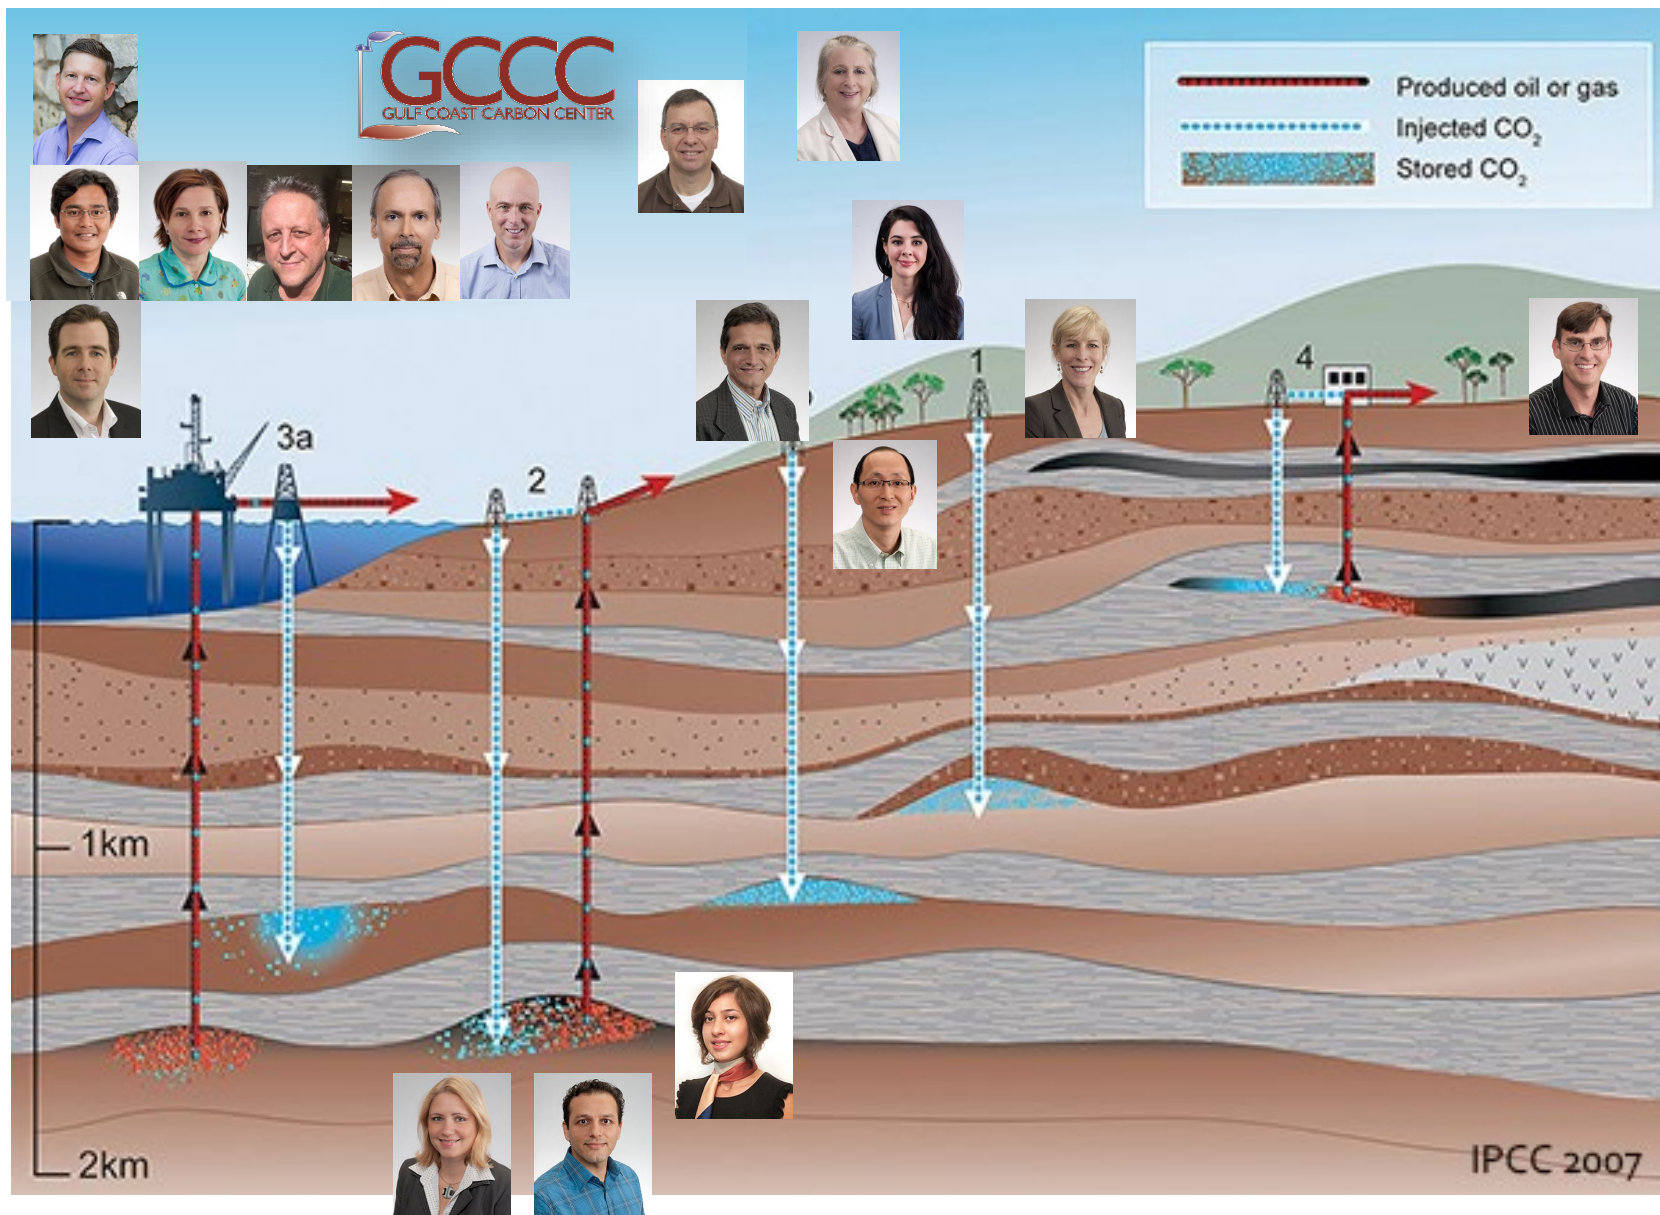 GCCC
GULF COAST CARBON CENTER
Produced oil or gas
Injected CO₂
Stored CO₂
1
4
3a
2
1km
2km
IPCC 2007